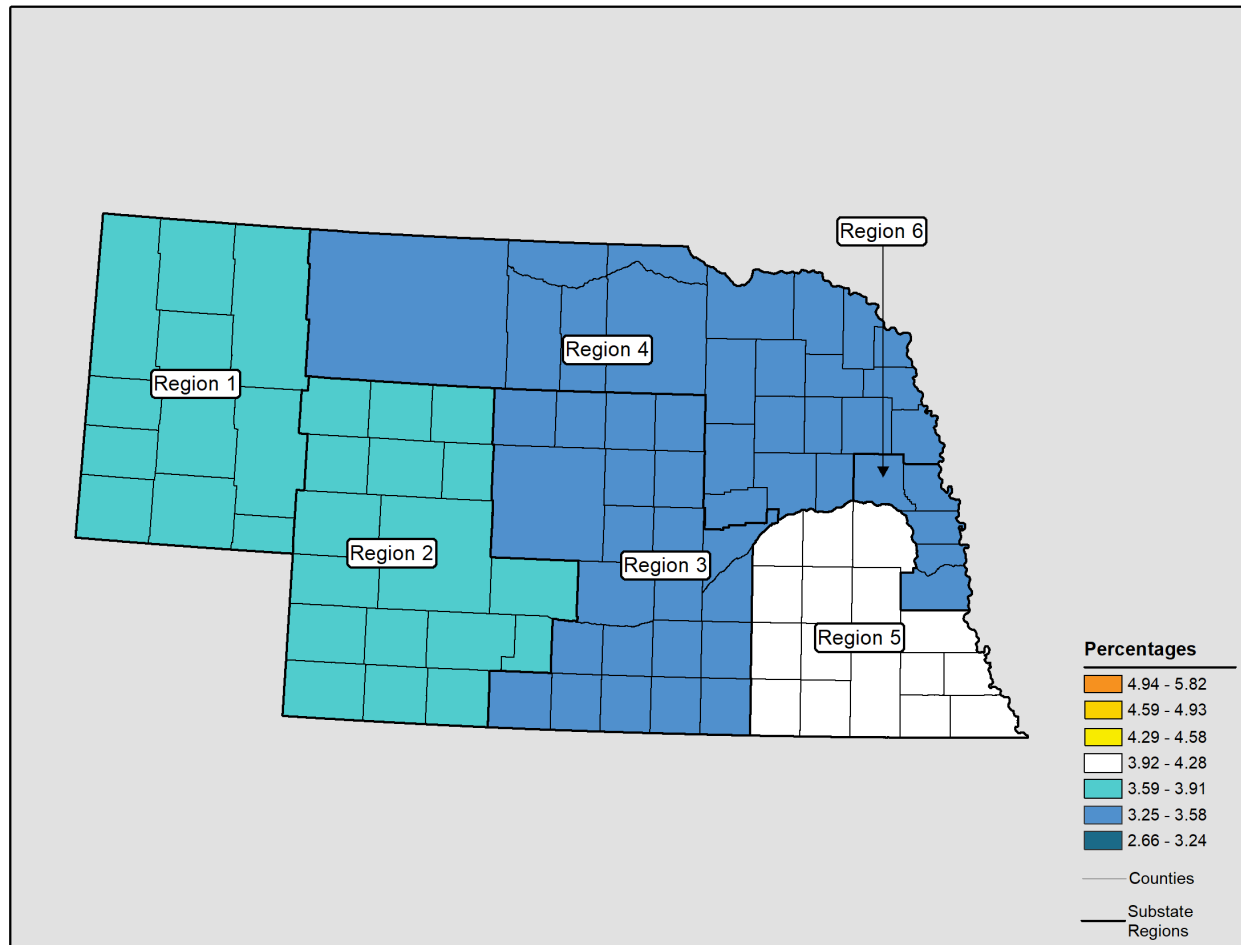 Region 6
Region 4
Region 1
Region 2
Region 3
Region 5
Percentages
4.94 - 5.82
4.59 - 4.93
4.29 - 4.58
3.92 - 4.28
3.59 - 3.91
3.25 - 3.58
2.66 - 3.24
Counties
Substate
Regions